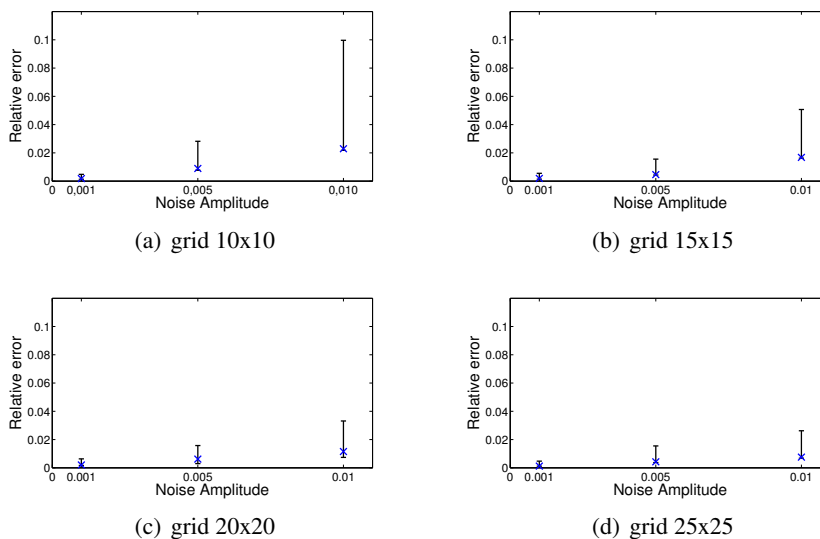 Relative error
0.1
0.08
0.06
0.04
0.02
0
0 0,001 0,005 0,010
Noise Amplitude
(a) grid 10x10
Relative error
0.1
0.08
0.06
0.04
0.02
0
0 0.001 0.005 0.01
Noise Amplitude
(b) grid 15x15
Relative error
0.1
0.08
0.06
0.04
0.02
0
0 0.001 0.005 0.01
Noise Amplitude
(c) grid 20x20
Relative error
0.1
0.08
0.06
0.04
0.02
0
0 0.001 0.005 0.01
Noise Amplitude
(d) grid 25x25